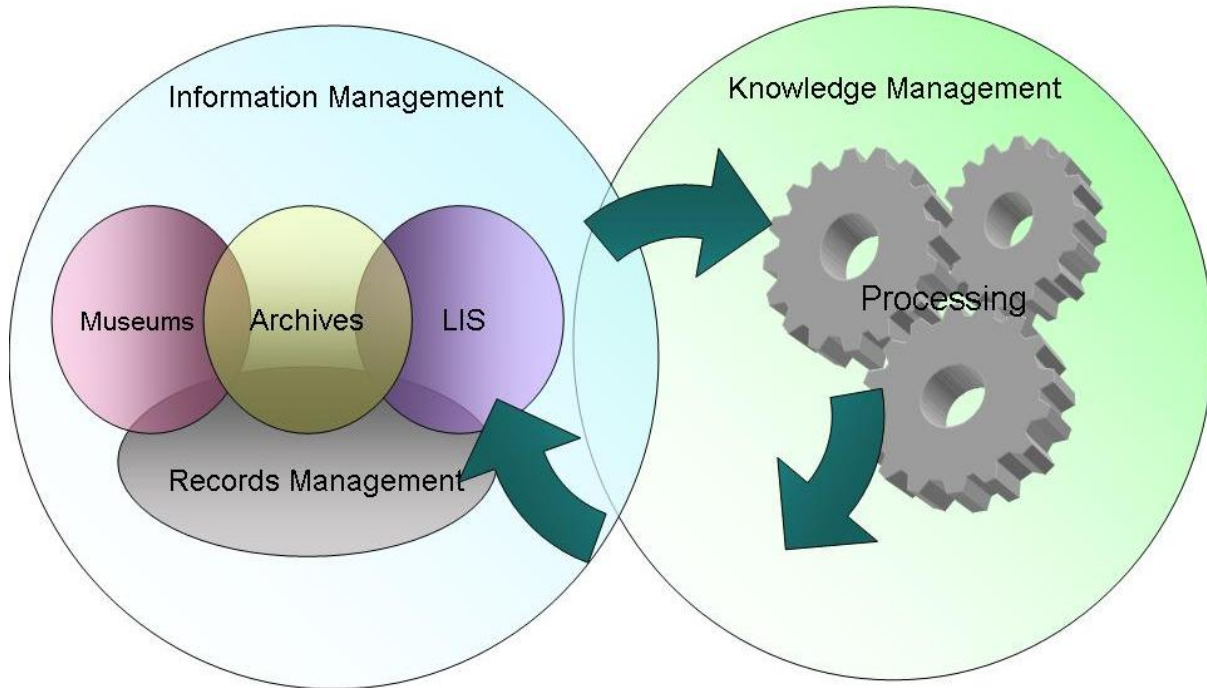 Information Management
Knowledge Management
Museums
Archives
LIS
Processing
Records Management